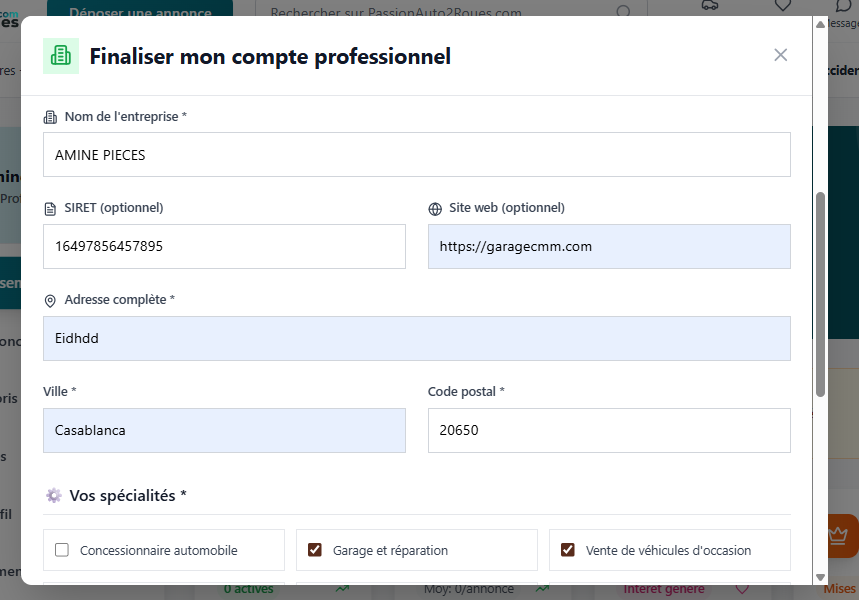 Déposer une annonce
Rechercher sur PassionAuto2Roues.com
Finaliser mon compte professionnel
Nom de l'entreprise *
AMINE PIECES
SIRET (optionnel)
Site web (optionnel)
16497856457895
https://garagecmm.com
Adresse complète *
Eidhdd
Ville *
Code postal *
Casablanca
20650
Vos spécialités *
Concessionnaire automobile
Garage et réparation
Vente de véhicules d'occasion
0 actives
Moy: 0/annonce
Intérêt généré
Mises